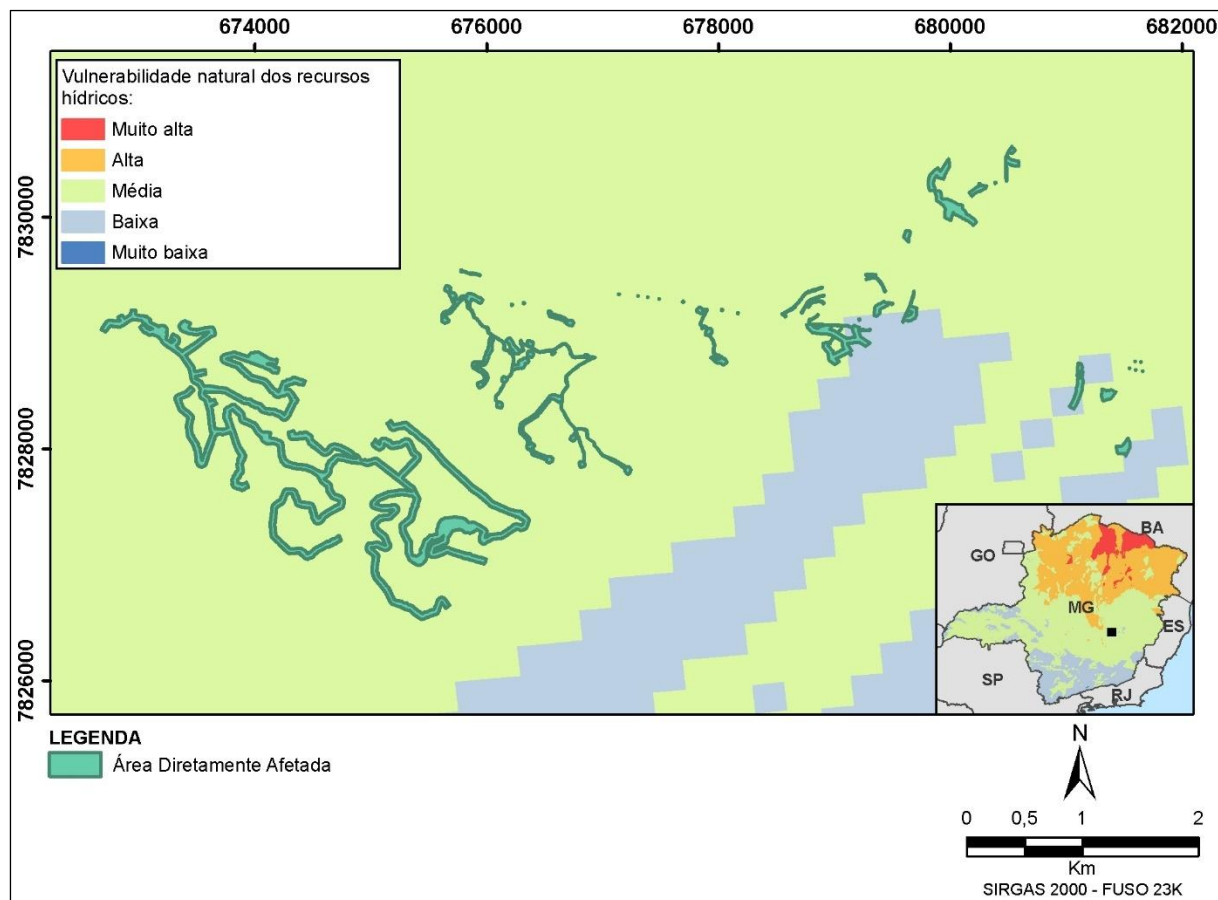 674000 676000 678000 680000 682000
Vulnerabilidade natural dos recursos
hídricos:
Muito alta
Alta
Média
Baixa
Muito baixa
7830000
7828000
7826000
BA
GO
MG
ES
SP
RJ
LEGENDA
Área Diretamente Afetada
N
0 0,5 1 2
Km
SIRGAS 2000 - FUSO 23K